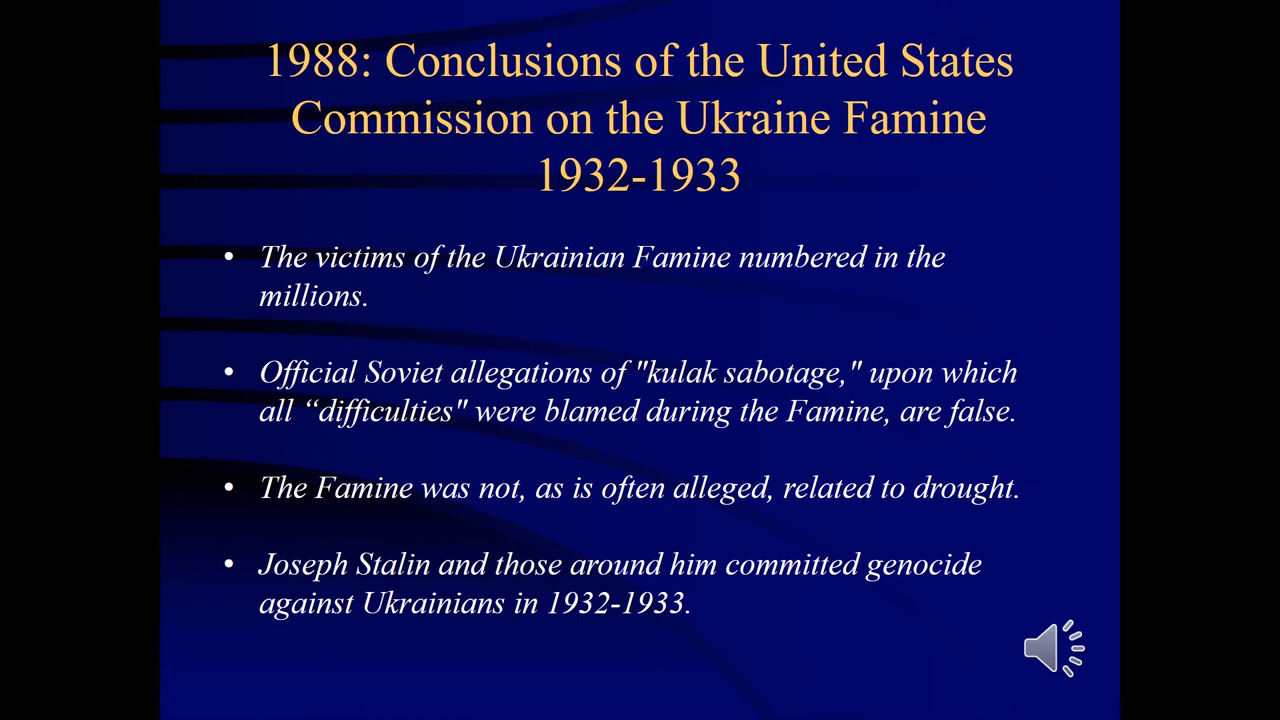 1988: Conclusions of the United States
Commission on the Ukraine Famine
1932-1933
• The victims of the Ukrainian Famine numbered in the
millions.
• Official Soviet allegations of "kulak sabotage," upon which
all “difficulties" were blamed during the Famine, are false.
• The Famine was not, as is often alleged, related to drought.
• Joseph Stalin and those around him committed genocide
against Ukrainians in 1932-1933.